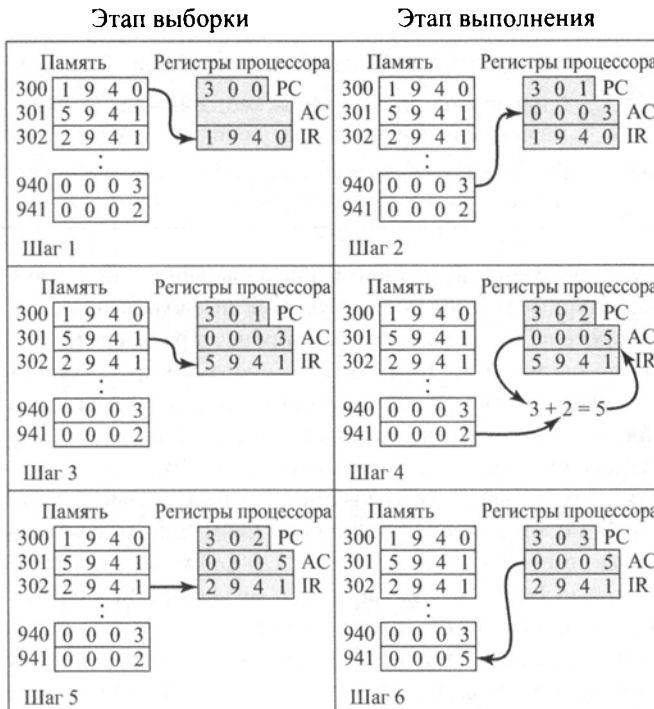 Этап выборки
Этап выполнения
Память Регистры процессора
300 1 9 4 0 3 0 0 PC
301 5 9 4 1 AC
302 2 9 4 1 1 9 4 0 IR
⋮
940 0 0 0 3
941 0 0 0 2
Шаг 1
Память Регистры процессора
300 1 9 4 0 3 0 1 PC
301 5 9 4 1 0 0 0 3 AC
302 2 9 4 1 1 9 4 0 IR
⋮
940 0 0 0 3
941 0 0 0 2
Шаг 2
Память Регистры процессора
300 1 9 4 0 3 0 1 PC
301 5 9 4 1 0 0 0 3 AC
302 2 9 4 1 5 9 4 1 IR
⋮
940 0 0 0 3
941 0 0 0 2
Шаг 3
Память Регистры процессора
300 1 9 4 0 3 2 PC
301 5 9 4 1 0 0 0 5 AC
302 2 9 4 1 5 9 4 1 IR
⋮
940 0 0 0 3 3 + 2 = 5
941 0 0 0 2
Шаг 4
Память Регистры процессора
300 1 9 4 0 3 0 2 PC
301 5 9 4 1 0 0 0 5 AC
302 2 9 4 1 2 9 4 1 IR
⋮
940 0 0 0 3
941 0 0 0 2
Шаг 5
Память Регистры процессора
300 1 9 4 0 3 0 3 PC
301 5 9 4 1 0 0 0 5 AC
302 2 9 4 1 2 9 4 1 IR
⋮
940 0 0 0 3
941 0 0 0 5
Шаг 6